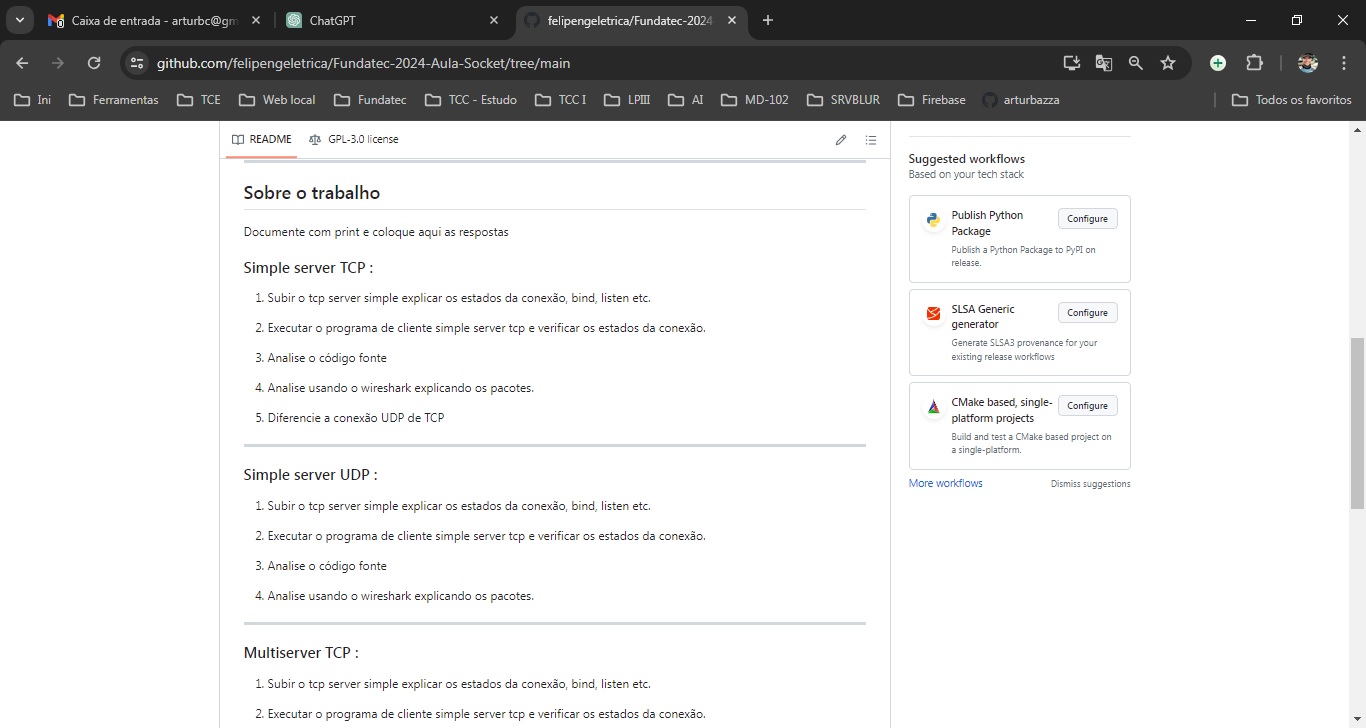 Caixa de entrada - arturbc@gm
ChatGPT
felipengeletrica/Fundatec-2024
github.com/felipengeletrica/Fundatec-2024-Aula-Socket/tree/main
Ini
Ferramentas
TCE
Web local
Fundatec
TCC - Estudo
TCC I
LPIII
AI
MD-102
SRVBLUR
Firebase
arturbazza
Todos os favoritos
README
GPL-3.0 license
Sobre o trabalho
Documente com print e coloque aqui as respostas
Simple server TCP :
1. Subir o tcp server simple explicar os estados da conexão, bind, listen etc.
2. Executar o programa de cliente simple server tcp e verificar os estados da conexão.
3. Analise o código fonte
4. Analise usando o wireshark explicando os pacotes.
5. Diferencie a conexão UDP de TCP
Simple server UDP :
1. Subir o tcp server simple explicar os estados da conexão, bind, listen etc.
2. Executar o programa de cliente simple server tcp e verificar os estados da conexão.
3. Analise o código fonte
4. Analise usando o wireshark explicando os pacotes.
Multiserver TCP :
1. Subir o tcp server simple explicar os estados da conexão, bind, listen etc.
2. Executar o programa de cliente simple server tcp e verificar os estados da conexão.
Suggested workflows
Based on your tech stack
Publish Python
Package
Configure
Publish a Python Package to PyPI on
release.
SLSA Generic
generator
Configure
Generate SLSA3 provenance for your
existing release workflows
CMake based, single-
platform projects
Configure
Build and test a CMake based project on
a single-platform.
More workflows
Dismiss suggestions